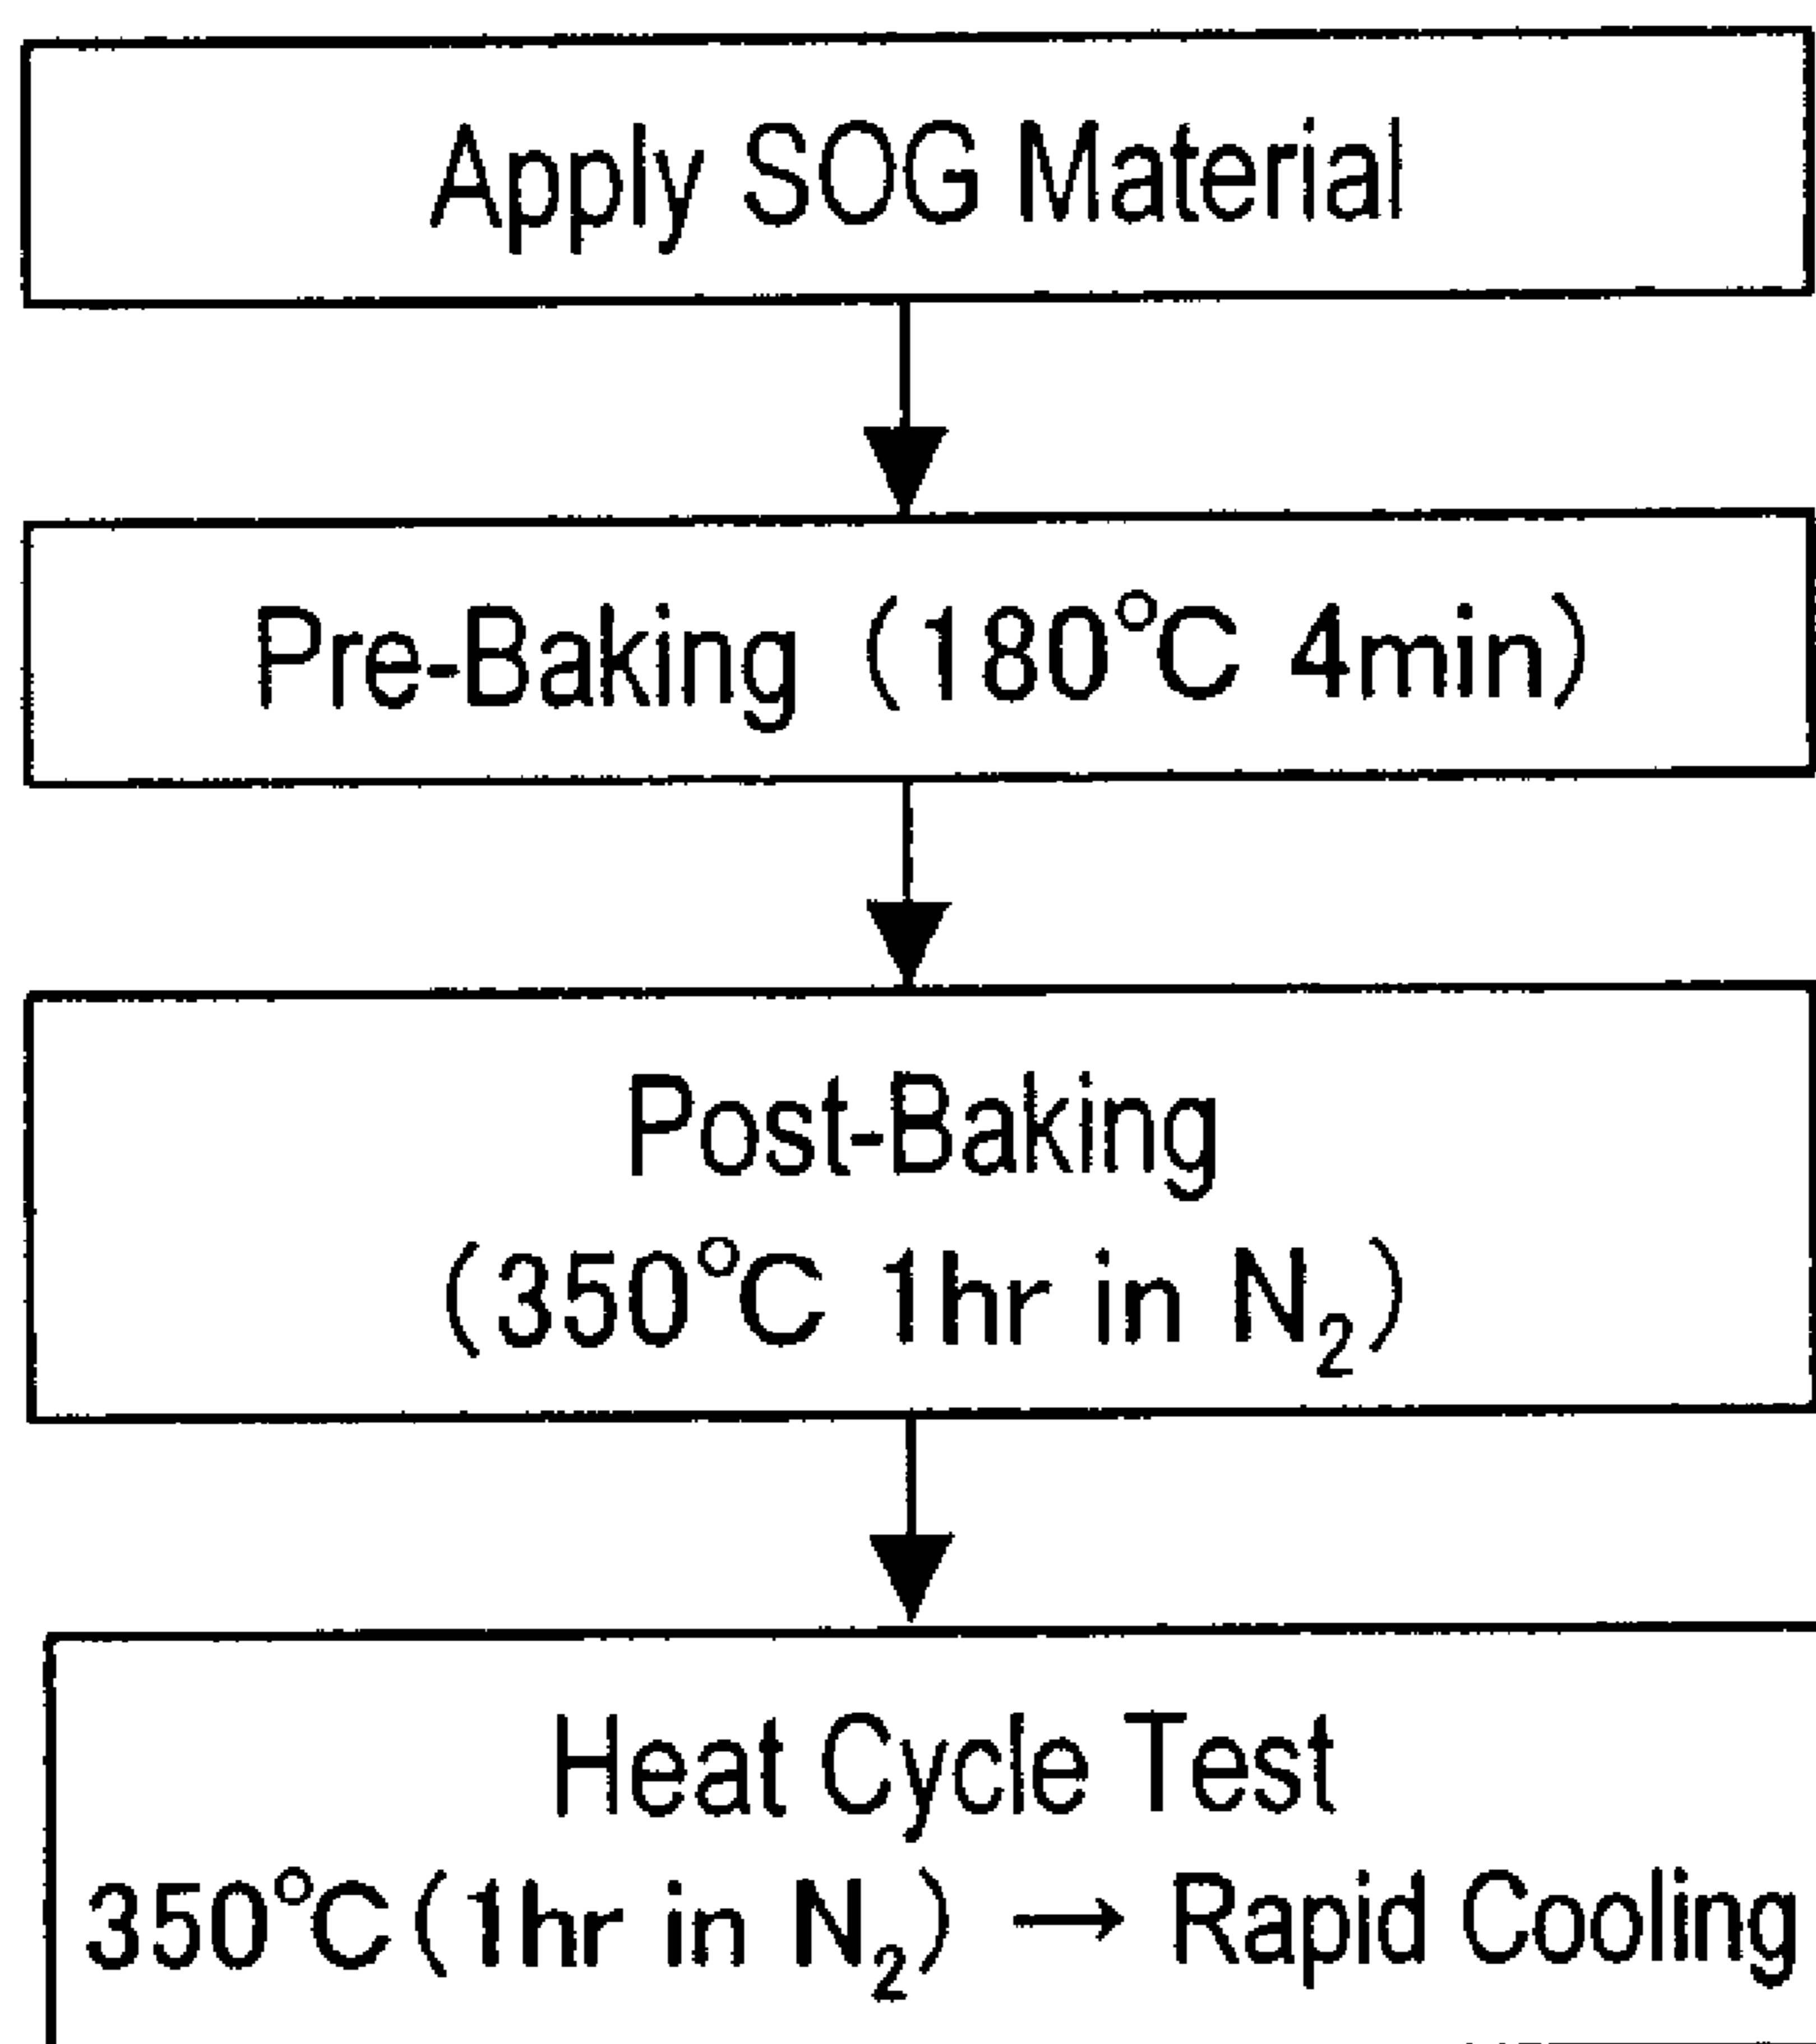 Apply SOG Material
Pre-Baking (180°C 4min)
Post-Baking
(350°C 1hr in N₂)
Heat Cycle Test
350°C(1hr in N₂) → Rapid Cooling